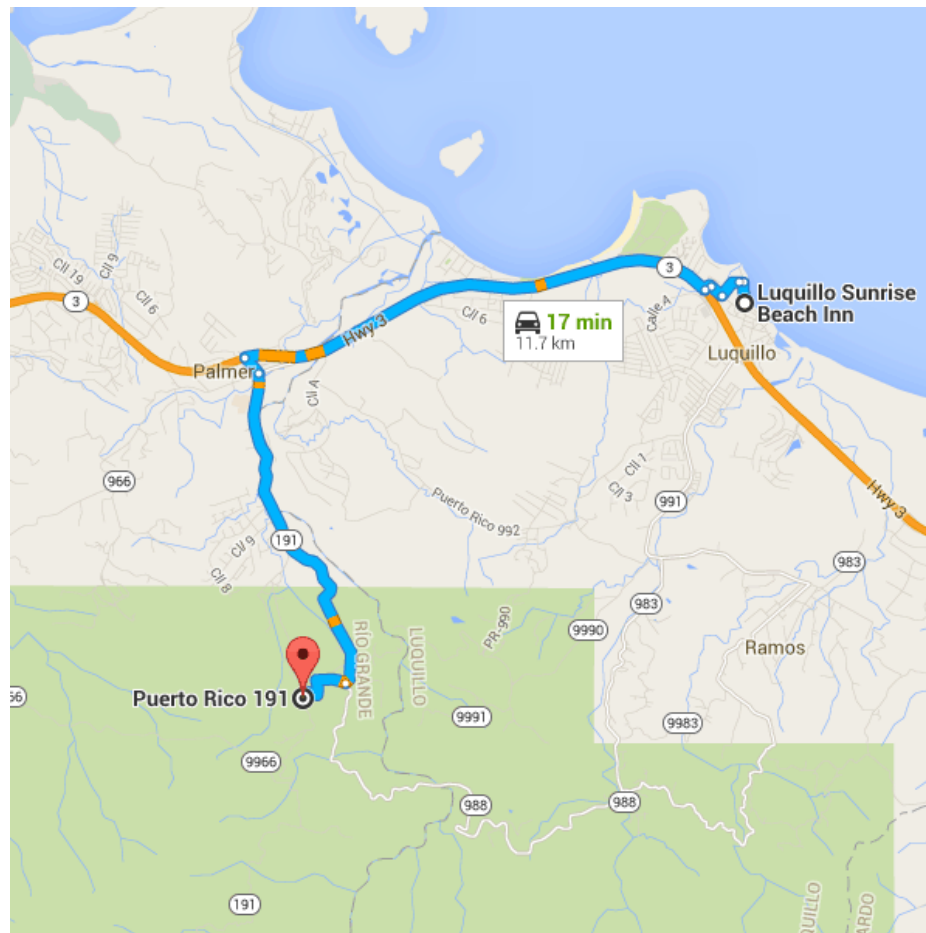 3
Luquillo Sunrise
Beach Inn
Cll 9
Cll 19
3
Cll 6
Cll 6
Calle 4
17 min
11.7 km
Hwy 3
Luquillo
Palmer
Cll A
Cll 1
Cll 3
966
991
Hwy 3
Puerto Rico 992
191
Cll 9
Cll 8
983
983
PR-990
9990
RÍO GRANDE
LUQUILLO
Ramos
Puerto Rico 191
66
9991
9983
9966
988
988
191
QUILLO
ARDO